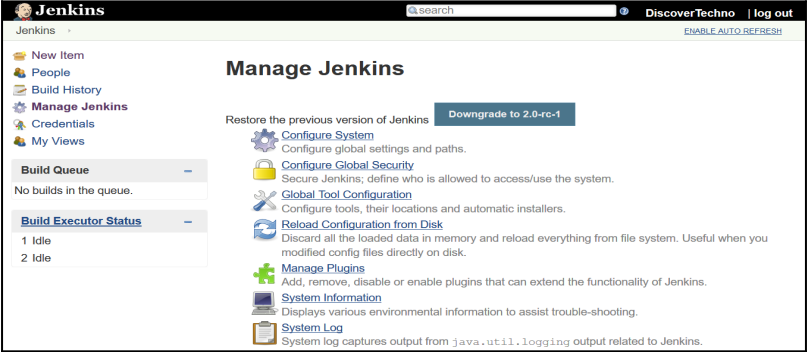 Jenkins
search
DiscoverTechno | log out
Jenkins
ENABLE AUTO REFRESH
New Item
People
Build History
Manage Jenkins
Credentials
My Views
Build Queue
No builds in the queue.
Build Executor Status
1 Idle
2 Idle
Manage Jenkins
Restore the previous version of Jenkins Downgrade to 2.0-rc-1
Configure System
Configure global settings and paths.
Configure Global Security
Secure Jenkins; define who is allowed to access/use the system.
Global Tool Configuration
Configure tools, their locations and automatic installers.
Reload Configuration from Disk
Discard all the loaded data in memory and reload everything from file system. Useful when you
modified config files directly on disk.
Manage Plugins
Add, remove, disable or enable plugins that can extend the functionality of Jenkins.
System Information
Displays various environmental information to assist trouble-shooting.
System Log
System log captures output from java.util.logging output related to Jenkins.